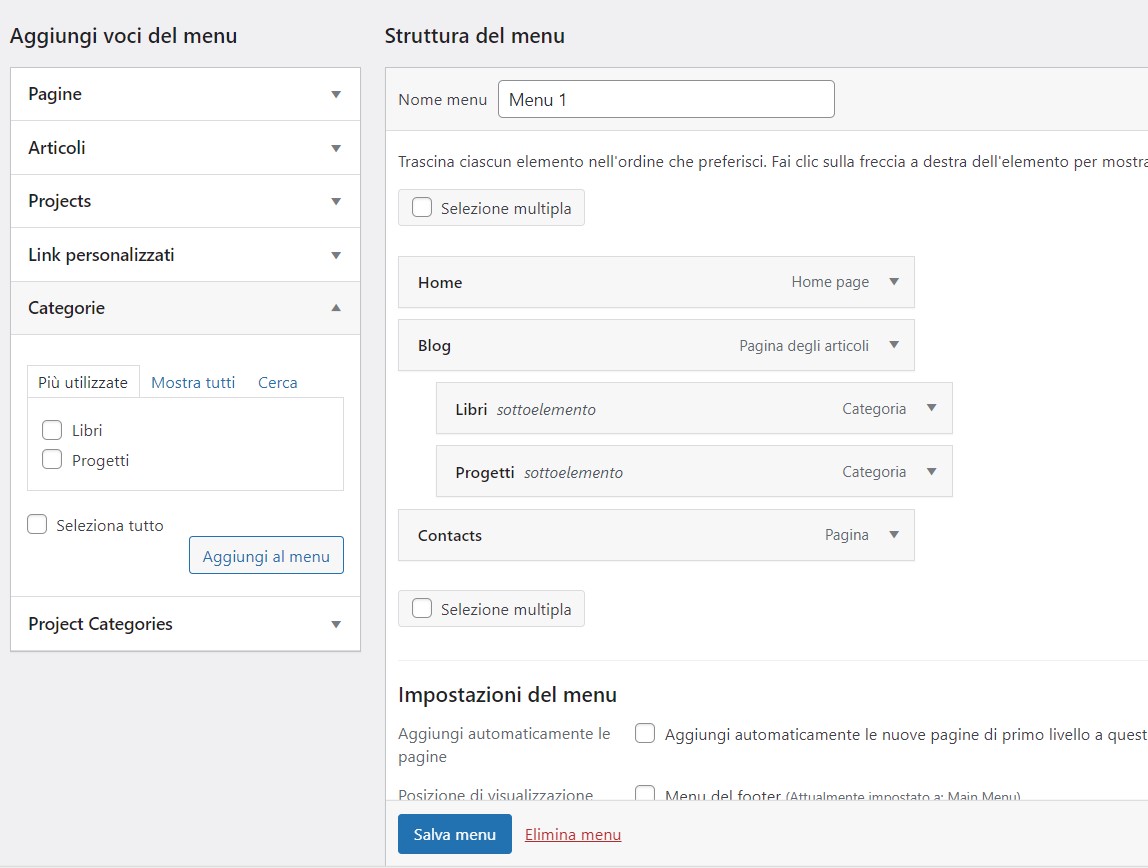 Aggiungi voci del menu
Pagine
Articoli
Projects
Link personalizzati
Categorie
Più utilizzate Mostra tutti Cerca
Libri
Progetti
Seleziona tutto
Aggiungi al menu
Project Categories
Struttura del menu
Nome menu Menu 1
Trascina ciascun elemento nell'ordine che preferisci. Fai clic sulla freccia a destra dell'elemento per mostra
Selezione multipla
Home Home page
Blog Pagina degli articoli
Libri sottoelemento Categoria
Progetti sottoelemento Categoria
Contacts Pagina
Selezione multipla
Impostazioni del menu
Aggiungi automaticamente le pagine
Aggiungi automaticamente le nuove pagine di primo livello a quest
Posizione di visualizzazione
Menu del footer (Attualmente impostato a: Main Menu)
Salva menu Elimina menu